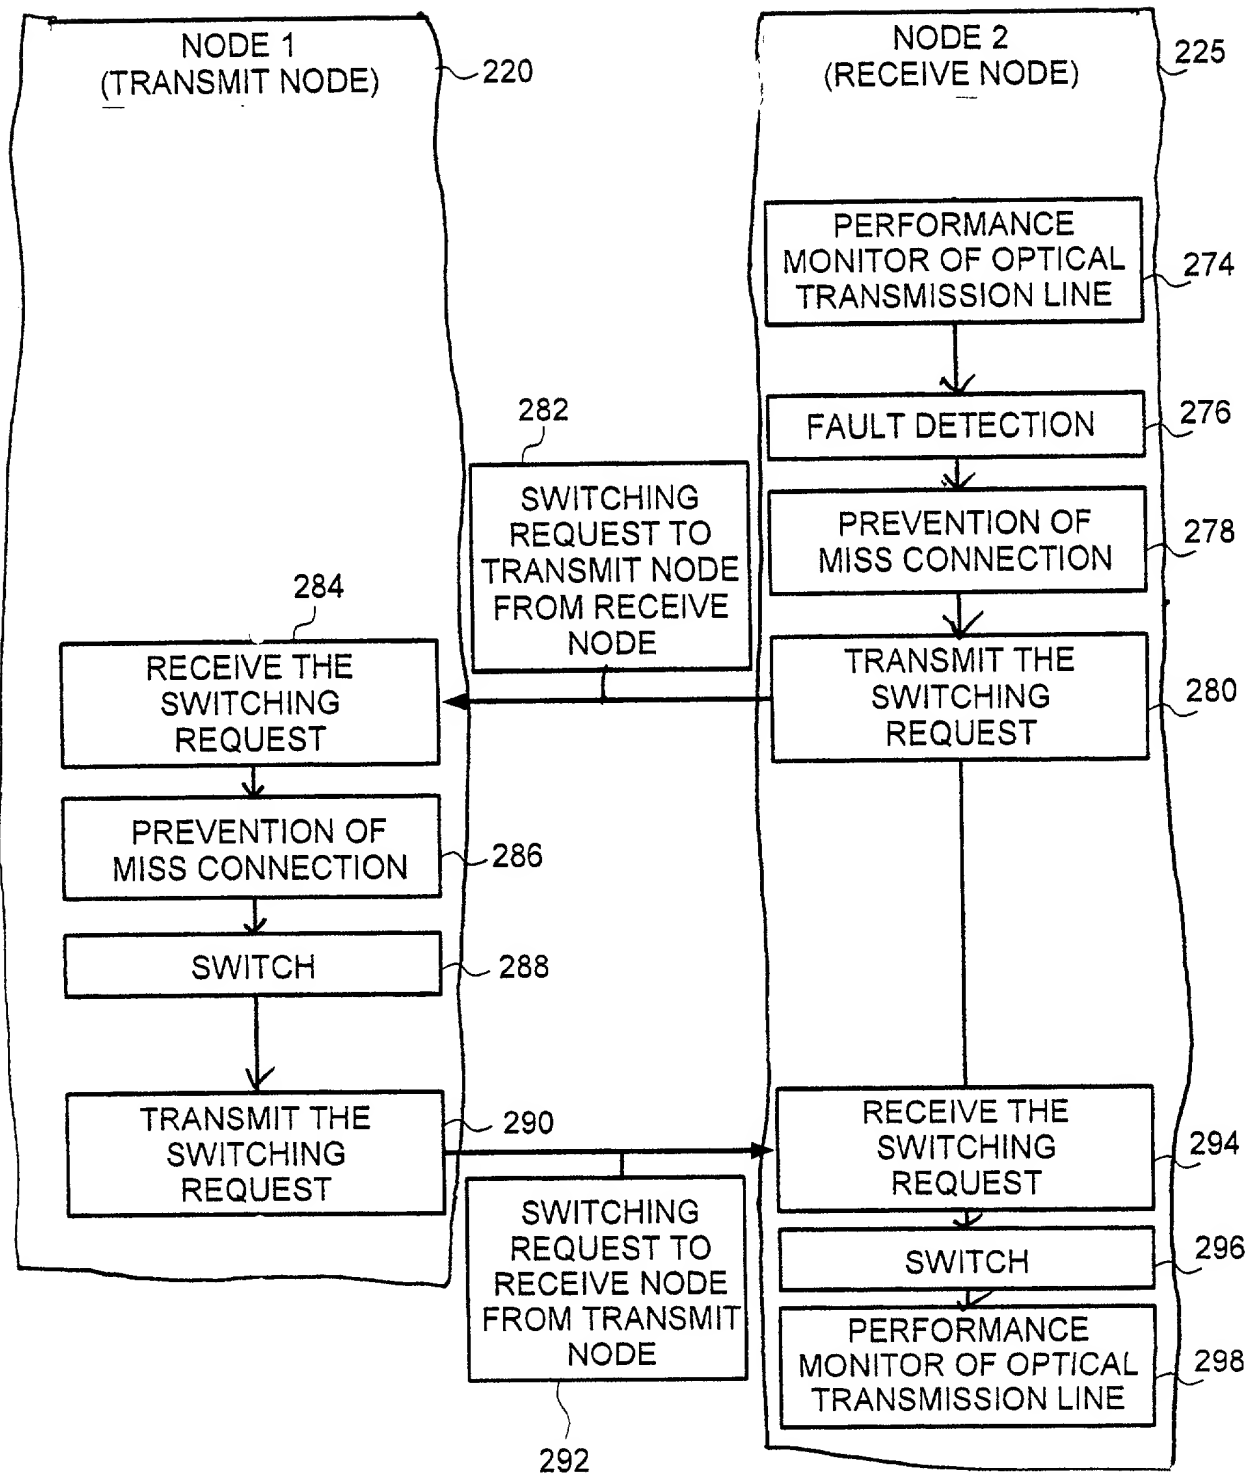 NODE 1
(TRANSMIT NODE)
220
NODE 2
(RECEIVE NODE)
225
PERFORMANCE
MONITOR OF OPTICAL
TRANSMISSION LINE
274
FAULT DETECTION
276
PREVENTION OF
MISS CONNECTION
278
TRANSMIT THE
SWITCHING
REQUEST
280
282
SWITCHING
REQUEST TO
TRANSMIT NODE
FROM RECEIVE
NODE
284
RECEIVE THE
SWITCHING
REQUEST
PREVENTION OF
MISS CONNECTION
286
SWITCH
288
TRANSMIT THE
SWITCHING
REQUEST
290
SWITCHING
REQUEST TO
RECEIVE NODE
FROM TRANSMIT
NODE
292
RECEIVE THE
SWITCHING
REQUEST
294
SWITCH
296
PERFORMANCE
MONITOR OF OPTICAL
TRANSMISSION LINE
298